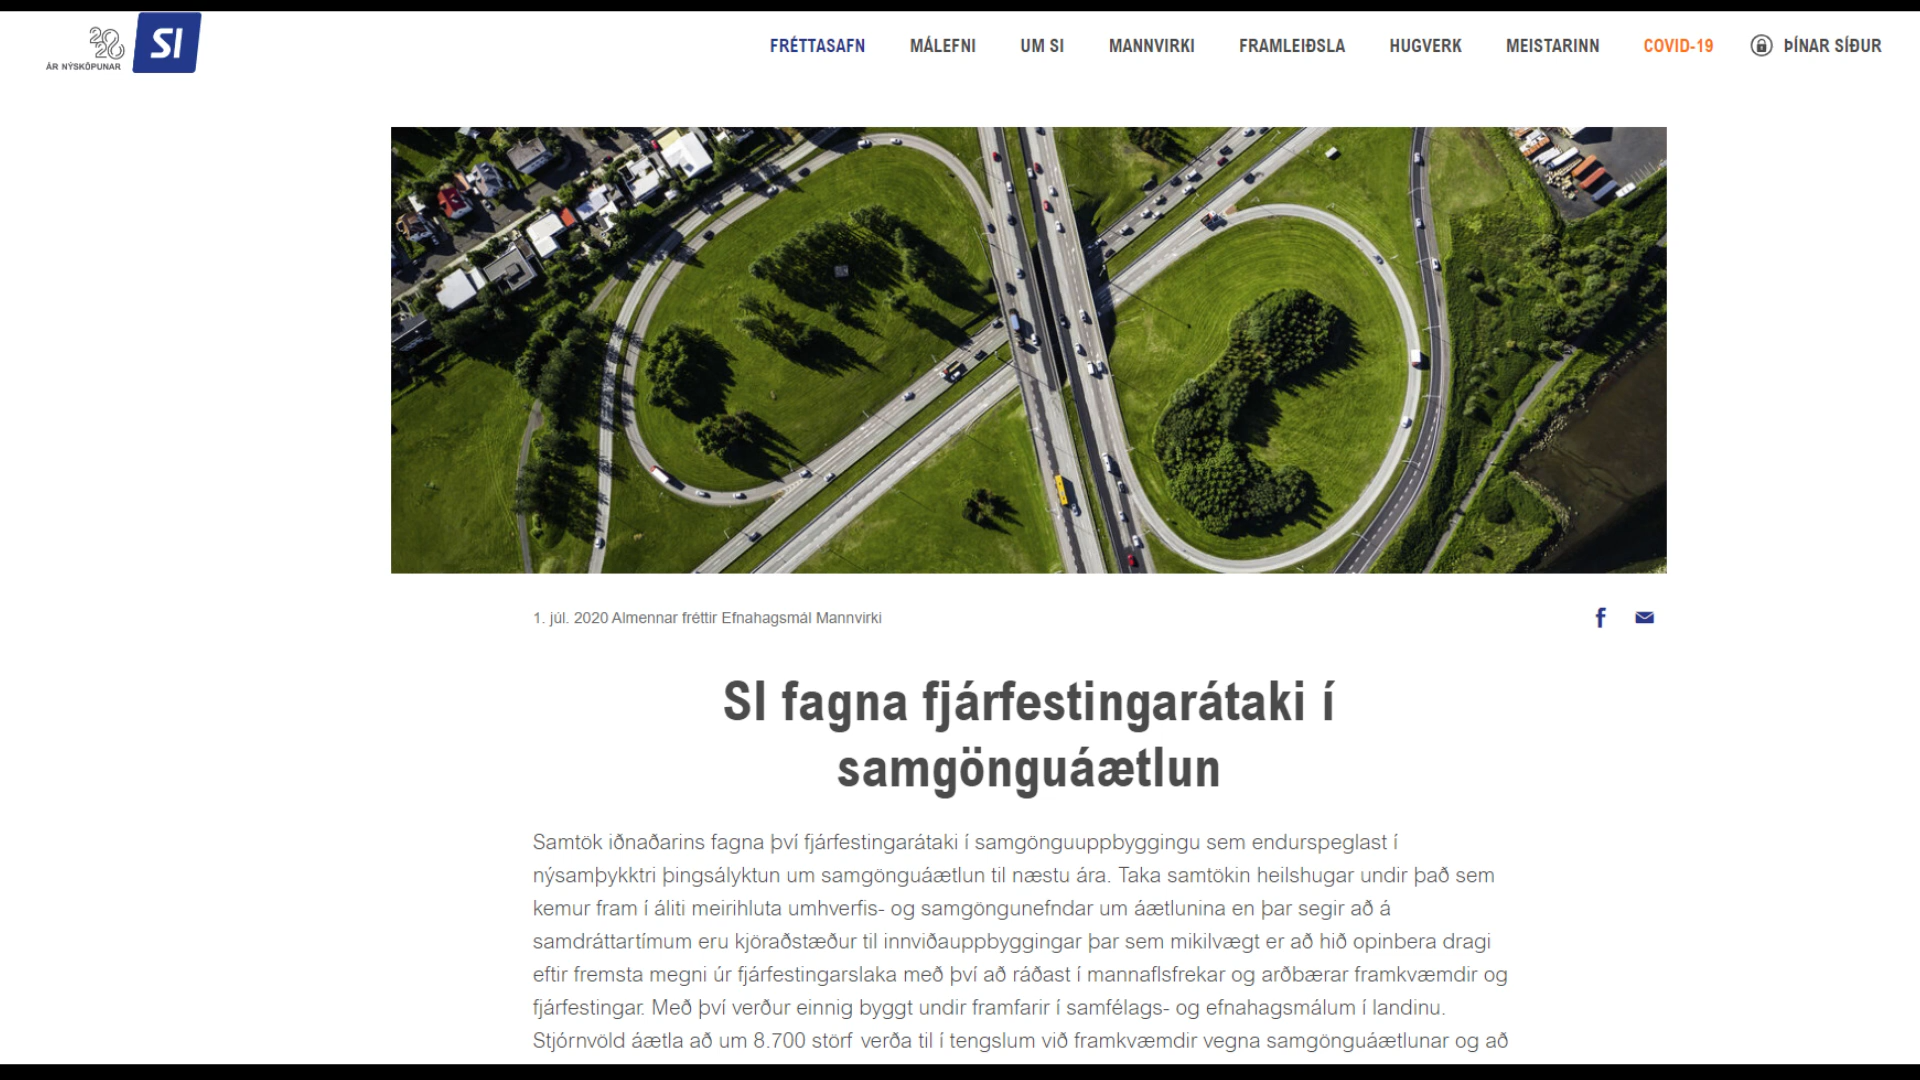 2020
ÁR NÝSKÖPUNAR
SI
FRÉTTASAFN MÁLEFNI UM SI MANNVIRKI FRAMLEIÐSLA HUGVERK MEISTARINN COVID-19 ÞÍNAR SÍÐUR
1. júl. 2020 Almennar fréttir Efnahagsmál Mannvirki
SI fagna fjárfestingarátaki í
samgönguáætlun
Samtök iðnaðarins fagna því fjárfestingarátaki í samgönguuppbyggingu sem endurspeglast í
nýsamþykktri þingsályktun um samgönguáætlun til næstu ára. Taka samtökin heilshugar undir það sem
kemur fram í áliti meirihluta umhverfis- og samgöngunefndar um áætlunina en þar segir að á
samdráttartímum eru kjöraðstæður til innviðauppbyggingar þar sem mikilvægt er að hið opinbera dragi
eftir fremsta megni úr fjárfestingarslaka með því að ráðast í mannaflsfrekar og arðbærar framkvæmdir og
fjárfestingar. Með því verður einnig byggt undir framfarir í samfélags- og efnahagsmálum í landinu.
Stjórnvöld áætla að um 8.700 störf verða til í tengslum við framkvæmdir vegna samgönguáætlunar og að